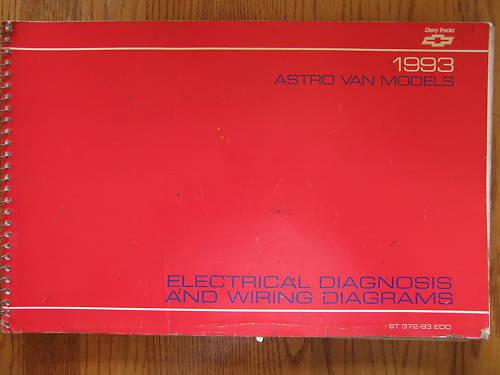 Chevy Trucks
1993
ASTRO VAN MODELS
ELECTRICAL DIAGNOSIS
AND WIRING DIAGRAMS
ST 372-93 EDD